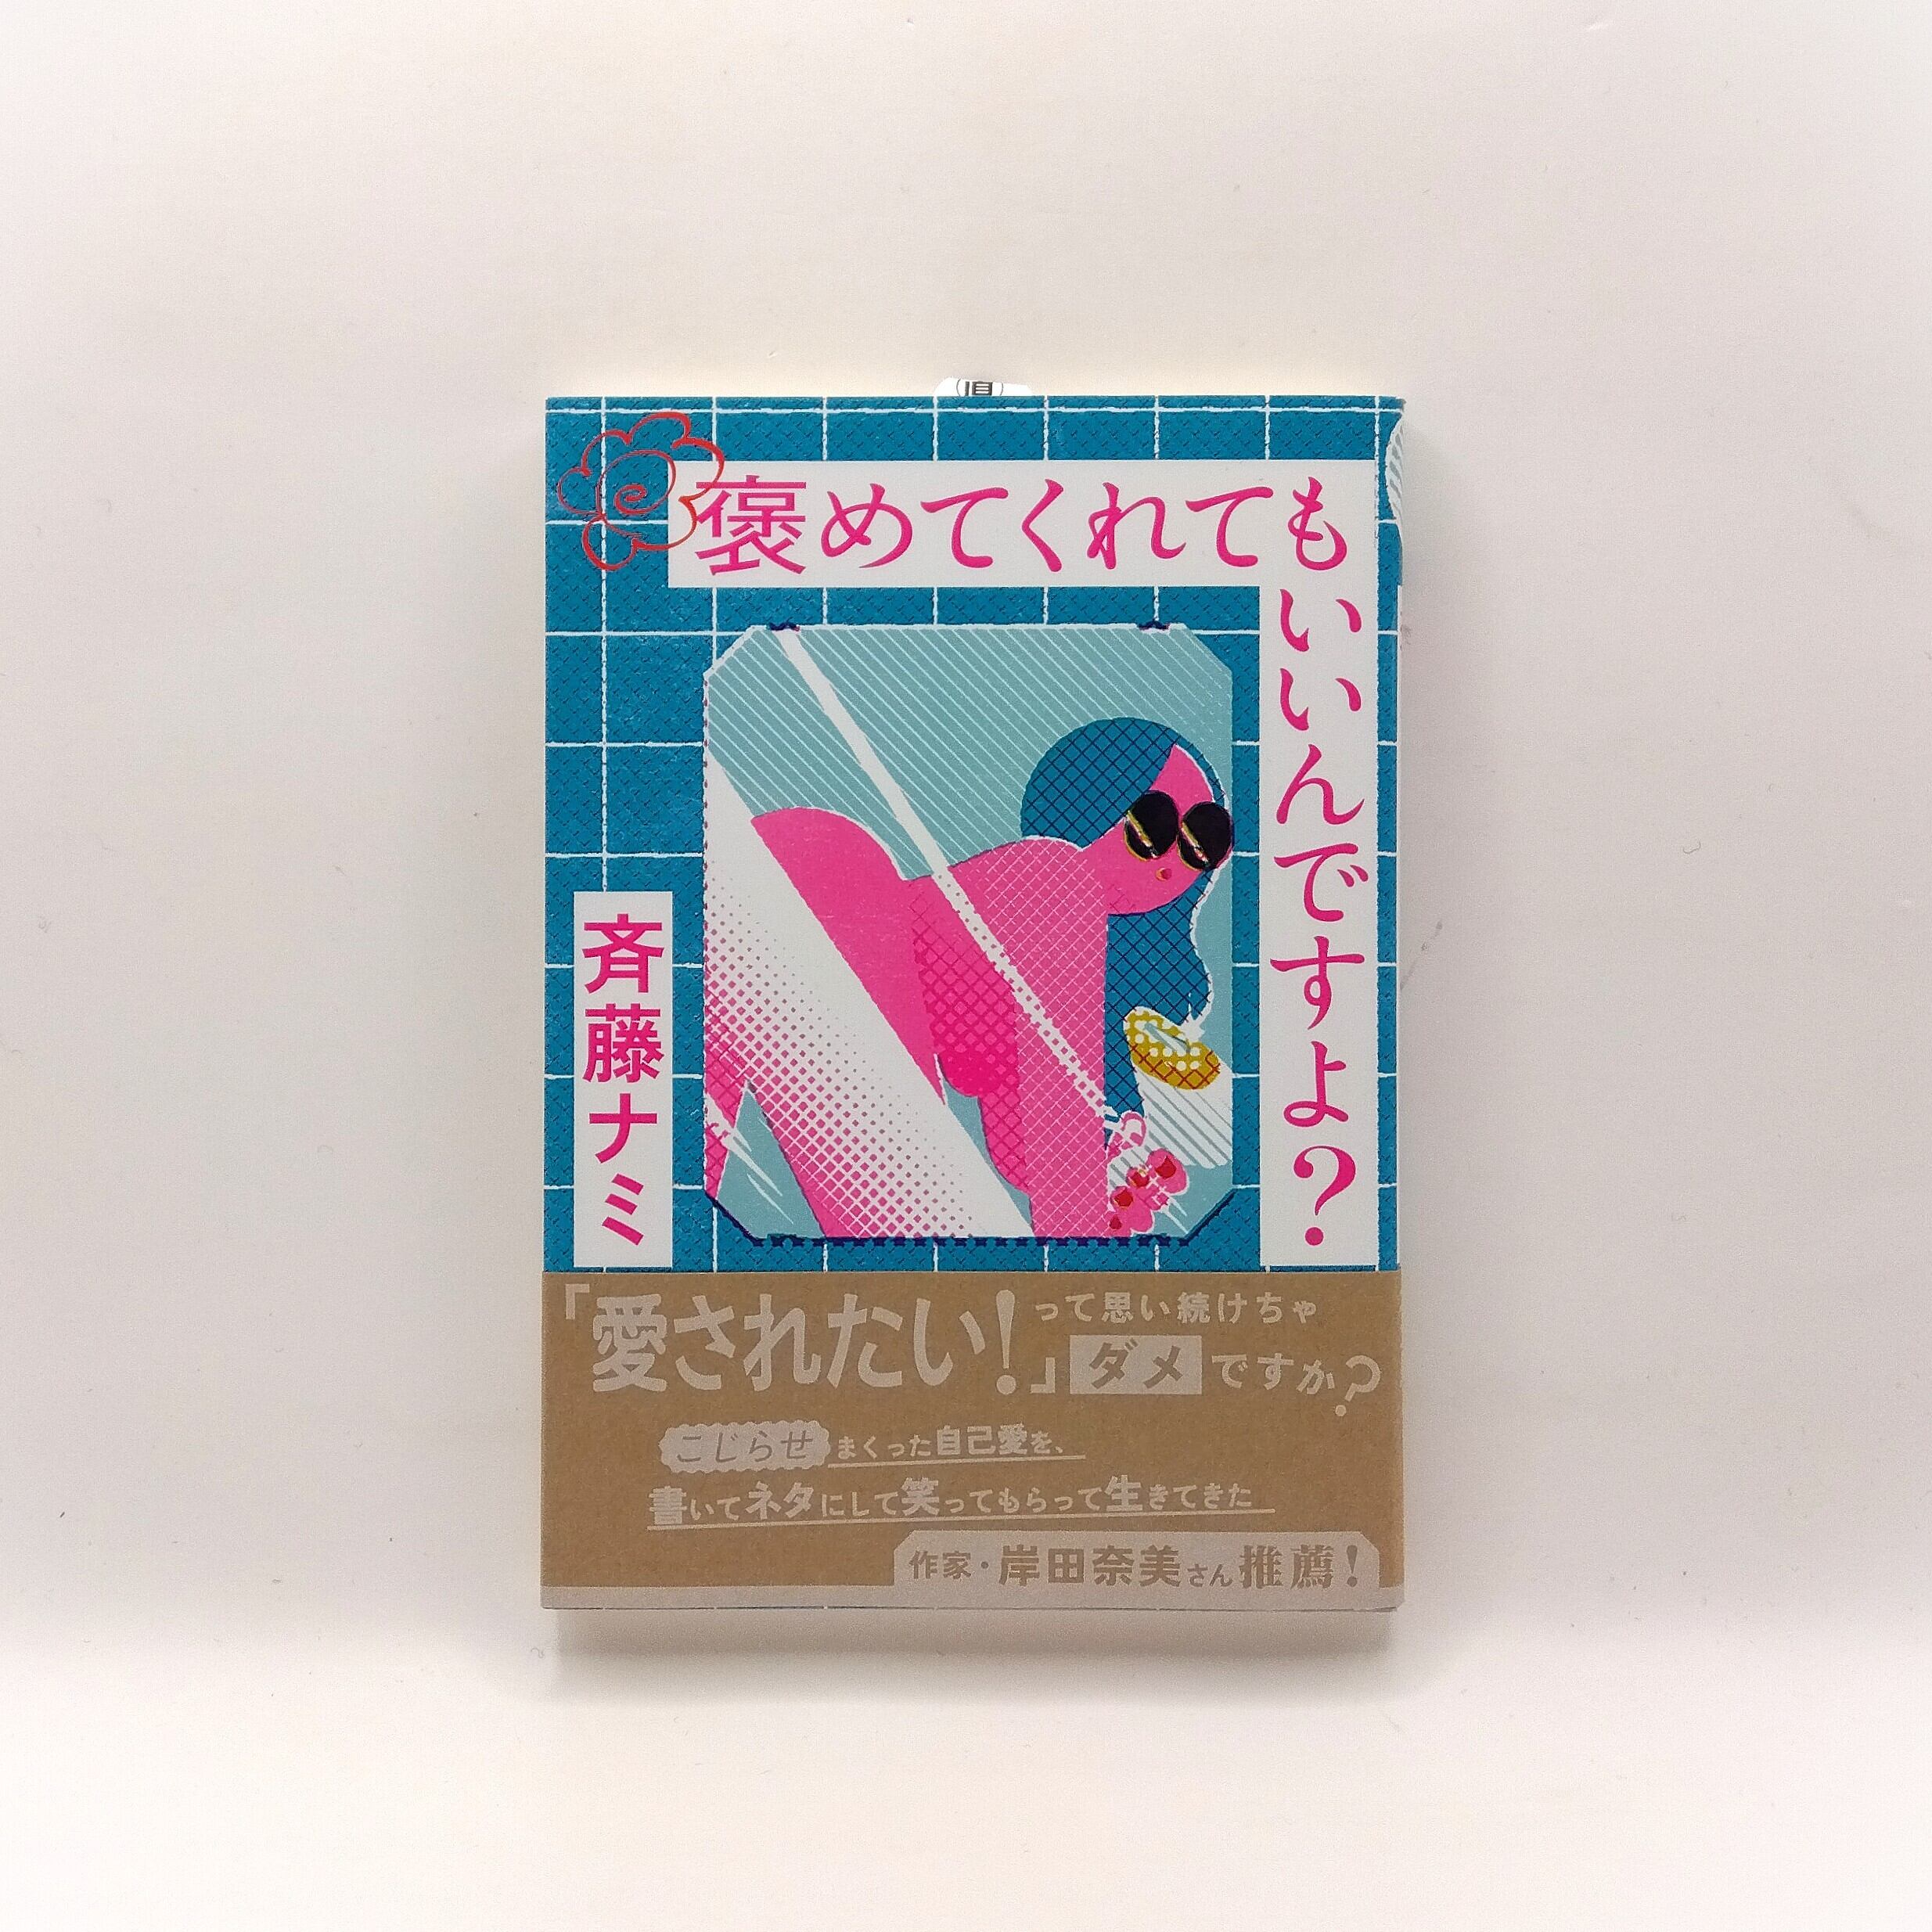 褒めてくれてもいいんですよ?
斉藤ナミ
「愛されたい!」って思い続けちゃ
ダメですか?
こじらせまくった自己愛を、
書いてネタにして笑ってもらって生きてきた
作家・岸田奈美さん推薦!